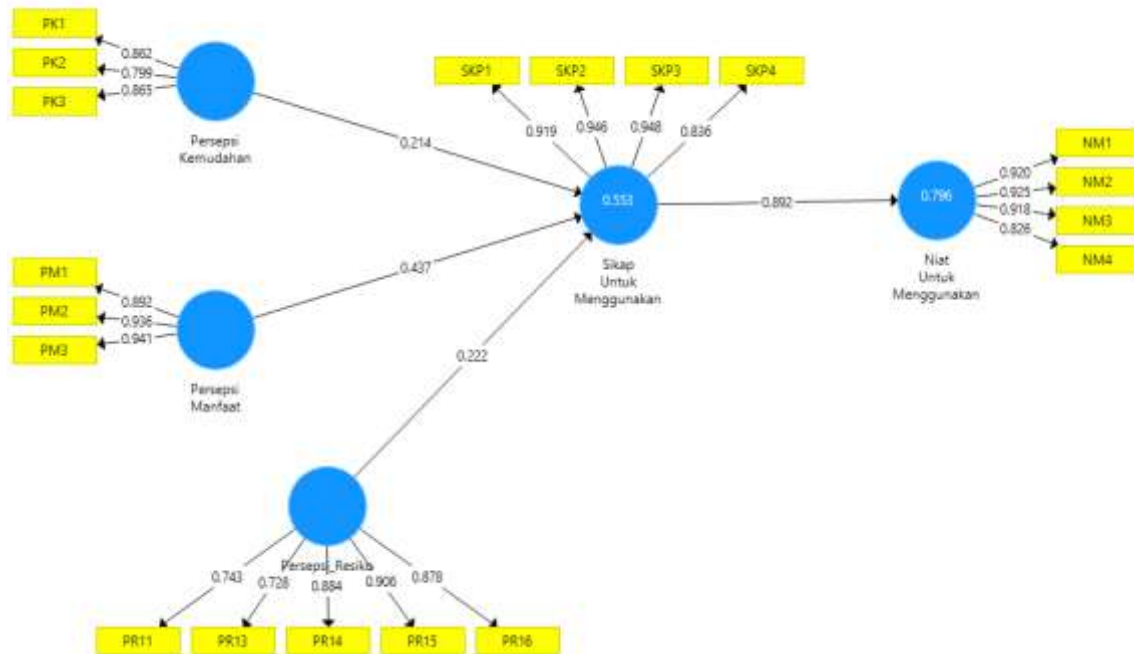 PK1
0.862
PK2
0.799
PK3
0.865
Persepsi
Kemudahan
0.214
SKP1
SKP2
SKP3
SKP4
0.919
0.946
0.948
0.836
0.553
Sikap
Untuk
Menggunakan
0.892
0.796
Niat
Untuk
Menggunakan
NM1
0.920
NM2
0.925
NM3
0.918
NM4
0.826
PM1
0.892
PM2
0.936
PM3
0.941
Persepsi
Manfaat
0.437
0.222
Persepsi_Resiko
0.743
0.728
0.884
0.906
0.878
PR11
PR13
PR14
PR15
PR16